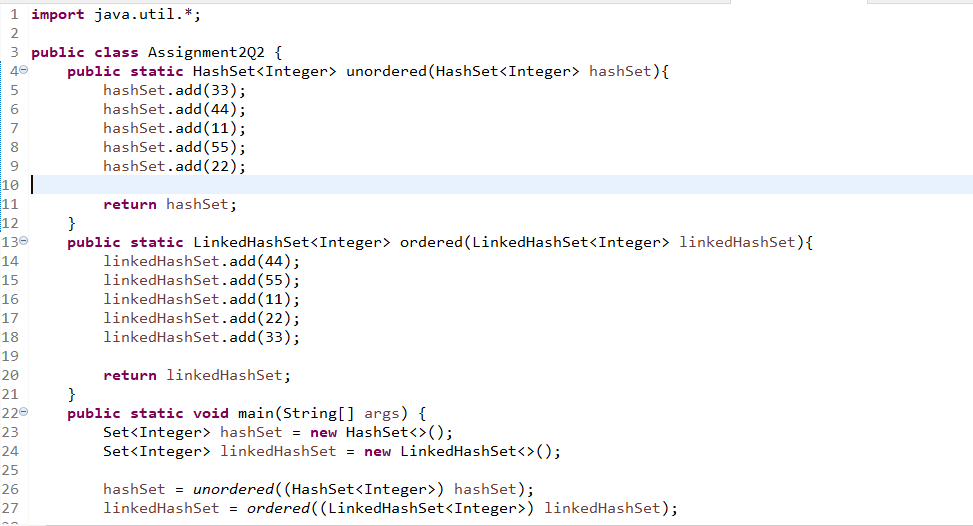 1 import java.util.*;
2
3 public class Assignment2Q2 {
4 public static HashSet<Integer> unordered(HashSet<Integer> hashSet){
5 hashSet.add(33);
6 hashSet.add(44);
7 hashSet.add(11);
8 hashSet.add(55);
9 hashSet.add(22);
10
11 return hashSet;
12 }
13 public static LinkedHashSet<Integer> ordered(LinkedHashSet<Integer> linkedHashSet){
14 linkedHashSet.add(44);
15 linkedHashSet.add(55);
16 linkedHashSet.add(11);
17 linkedHashSet.add(22);
18 linkedHashSet.add(33);
19
20 return linkedHashSet;
21 }
22 public static void main(String[] args) {
23 Set<Integer> hashSet = new HashSet<>();
24 Set<Integer> linkedHashSet = new LinkedHashSet<>();
25
26 hashSet = unordered((HashSet<Integer>) hashSet);
27 linkedHashSet = ordered((LinkedHashSet<Integer>) linkedHashSet);